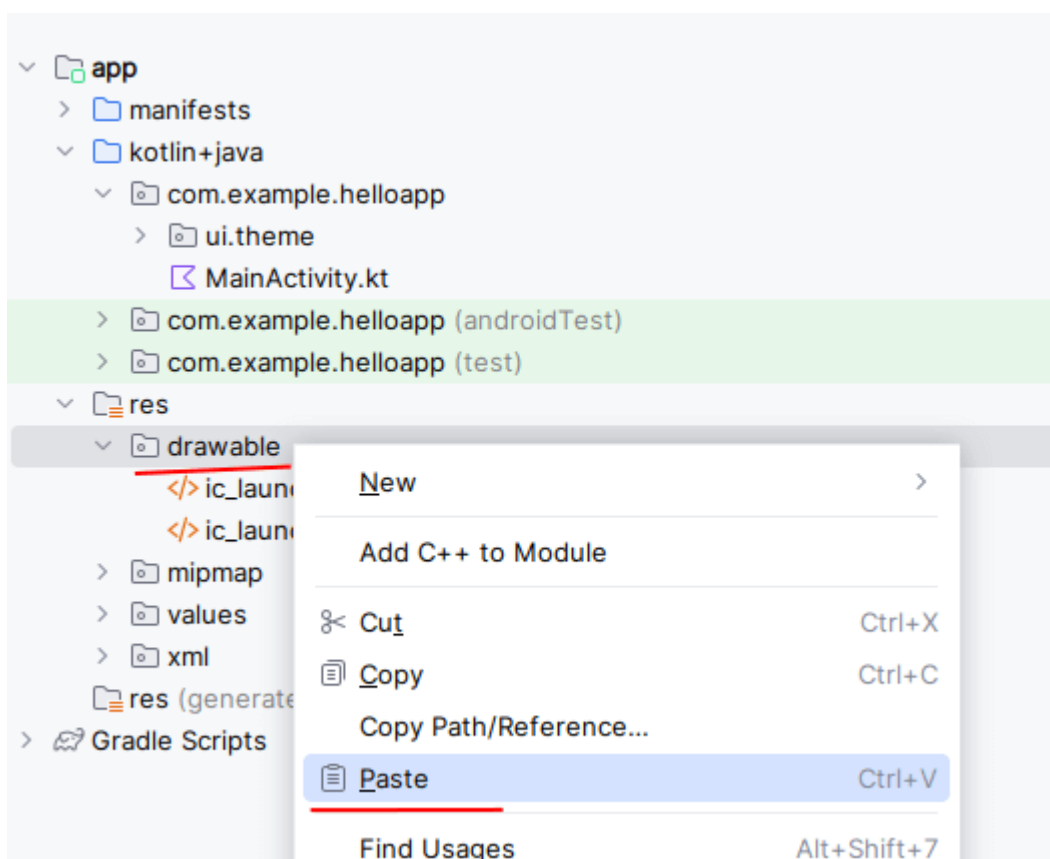 app
manifests
kotlin+java
com.example.helloapp
ui.theme
MainActivity.kt
com.example.helloapp (androidTest)
com.example.helloapp (test)
res
drawable
mipmap
values
xml
res
Gradle Scripts
New
Add C++ to Module
Cut Ctrl+X
Copy Ctrl+C
Copy Path/Reference...
Paste Ctrl+V
Find Usages Alt+Shift+7